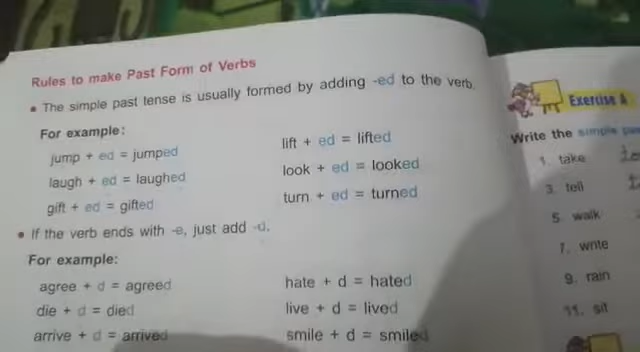 Rules to make Past Form of Verbs
• The simple past tense is usually formed by adding -ed to the verb.
For example:
jump + ed = jumped
lift + ed = lifted
laugh + ed = laughed
look + ed = looked
gift + ed = gifted
turn + ed = turned
• If the verb ends with -e, just add -d.
For example:
agree + d = agreed
hate + d = hated
die + d = died
live + d = lived
arrive + d = arrived
smile + d = smiled
Exercise A
Write the simple
1. take
3. tell
5. walk
7. write
9. rain
11. sit